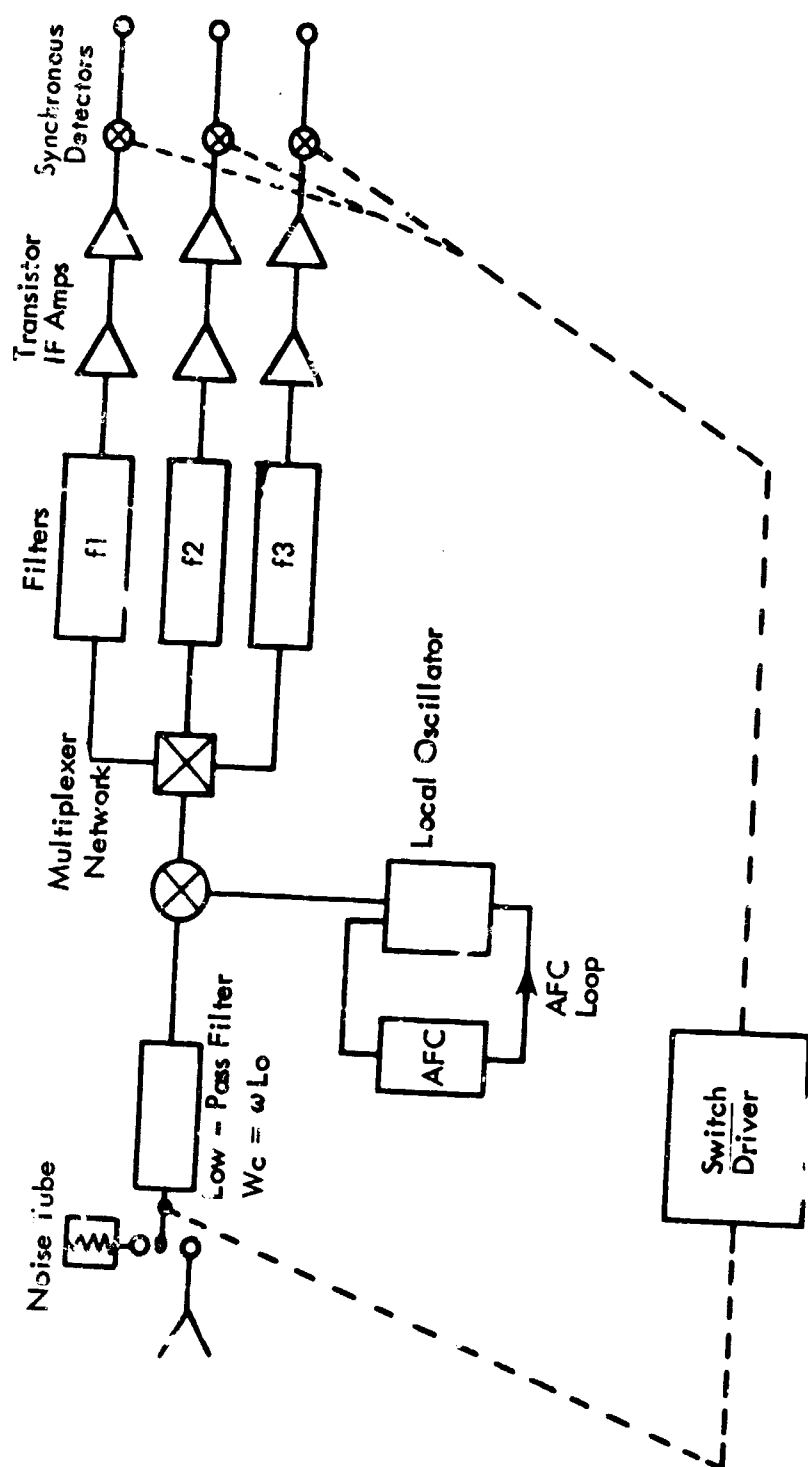 Noise Tube
Low - Pass Filter
Wc = ωLo
Multiplexer
Network
Filters
f1
f2
f3
Transistor
IF Amps
Synchronous
Detectors
Local Oscillator
AFC
AFC
Loop
Switch
Driver